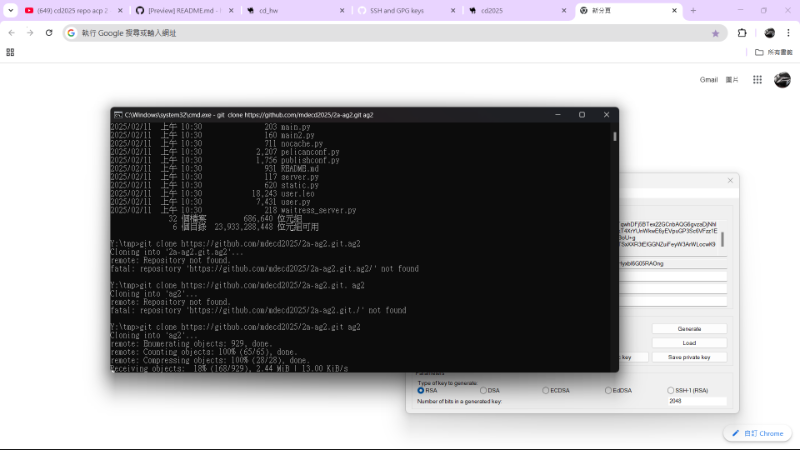 (649) cd2025 repo acp 2
[Preview] README.md -
cd_hw
SSH and GPG keys
cd2025
新分頁
執行 Google 搜尋或輸入網址
所有書籤
Gmail
圖片
C:\Windows\system32\cmd.exe - git clone https://github.com/mdecd2025/2a-ag2.git ag2
2025/02/11 上午 10:30 203 main.py
2025/02/11 上午 10:30 160 main2.py
2025/02/11 上午 10:30 711 nocache.py
2025/02/11 上午 10:30 2,207 pelicanconf.py
2025/02/11 上午 10:30 1,756 publishconf.py
2025/02/11 上午 10:30 931 README.md
2025/02/11 上午 10:30 117 server.py
2025/02/11 上午 10:30 620 static.py
2025/02/11 上午 10:30 18,243 user.leo
2025/02/11 上午 10:30 7,431 user.py
2025/02/11 上午 10:30 218 waitress_server.py
32 個檔案 686,640 位元組
6 個目錄 23,933,288,448 位元組可用
Y:\tmp>git clone https://github.com/mdecd2025/2a-ag2.git.ag2
Cloning into '2a-ag2.git.ag2'...
remote: Repository not found.
fatal: repository 'https://github.com/mdecd2025/2a-ag2.git.ag2/' not found
Y:\tmp>git clone https://github.com/mdecd2025/2a-ag2.git. ag2
Cloning into 'ag2'...
remote: Repository not found.
fatal: repository 'https://github.com/mdecd2025/2a-ag2.git./' not found
Y:\tmp>git clone https://github.com/mdecd2025/2a-ag2.git ag2
Cloning into 'ag2'...
remote: Enumerating objects: 929, done.
remote: Counting objects: 100% (65/65), done.
remote: Compressing objects: 100% (28/28), done.
Receiving objects: 18% (168/929), 2.44 MiB | 13.00 KiB/s
Generate
Load
key
Save private key
Parameters
Type of key to generate:
RSA
DSA
ECDSA
EdDSA
SSH-1 (RSA)
Number of bits in a generated key:
2048
自訂 Chrome